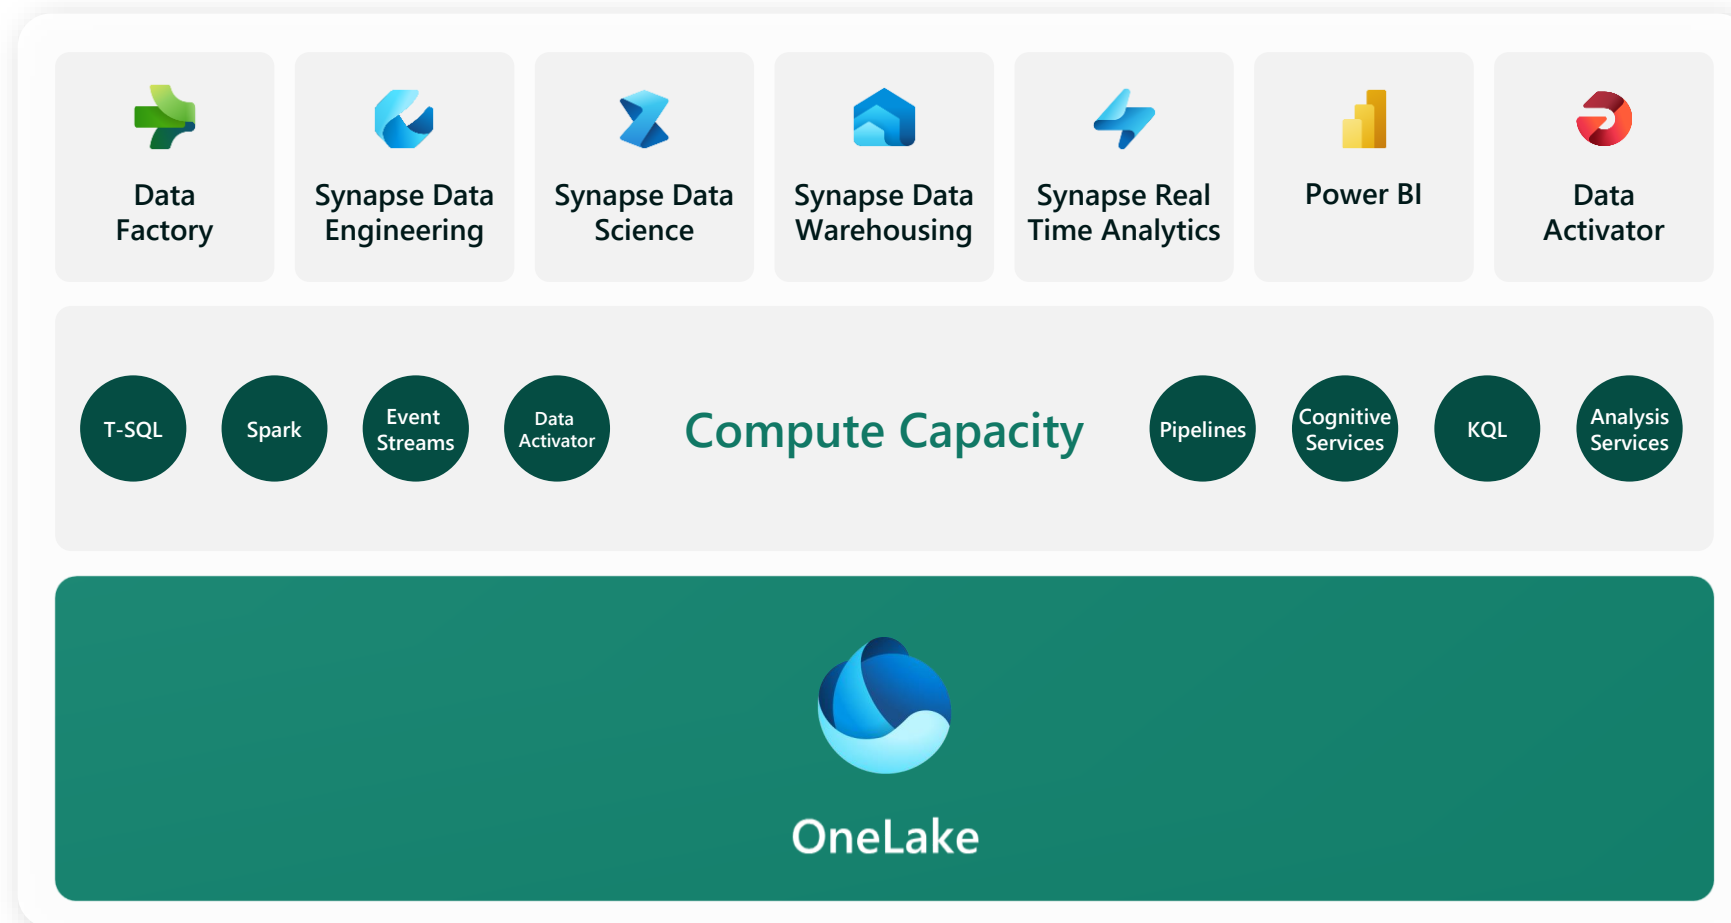 Data
Factory
Synapse Data
Engineering
Synapse Data
Science
Synapse Data
Warehousing
Synapse Real
Time Analytics
Power BI
Data
Activator
T-SQL
Spark
Event
Streams
Data
Activator
Compute Capacity
Pipelines
Cognitive
Services
KQL
Analysis
Services
OneLake